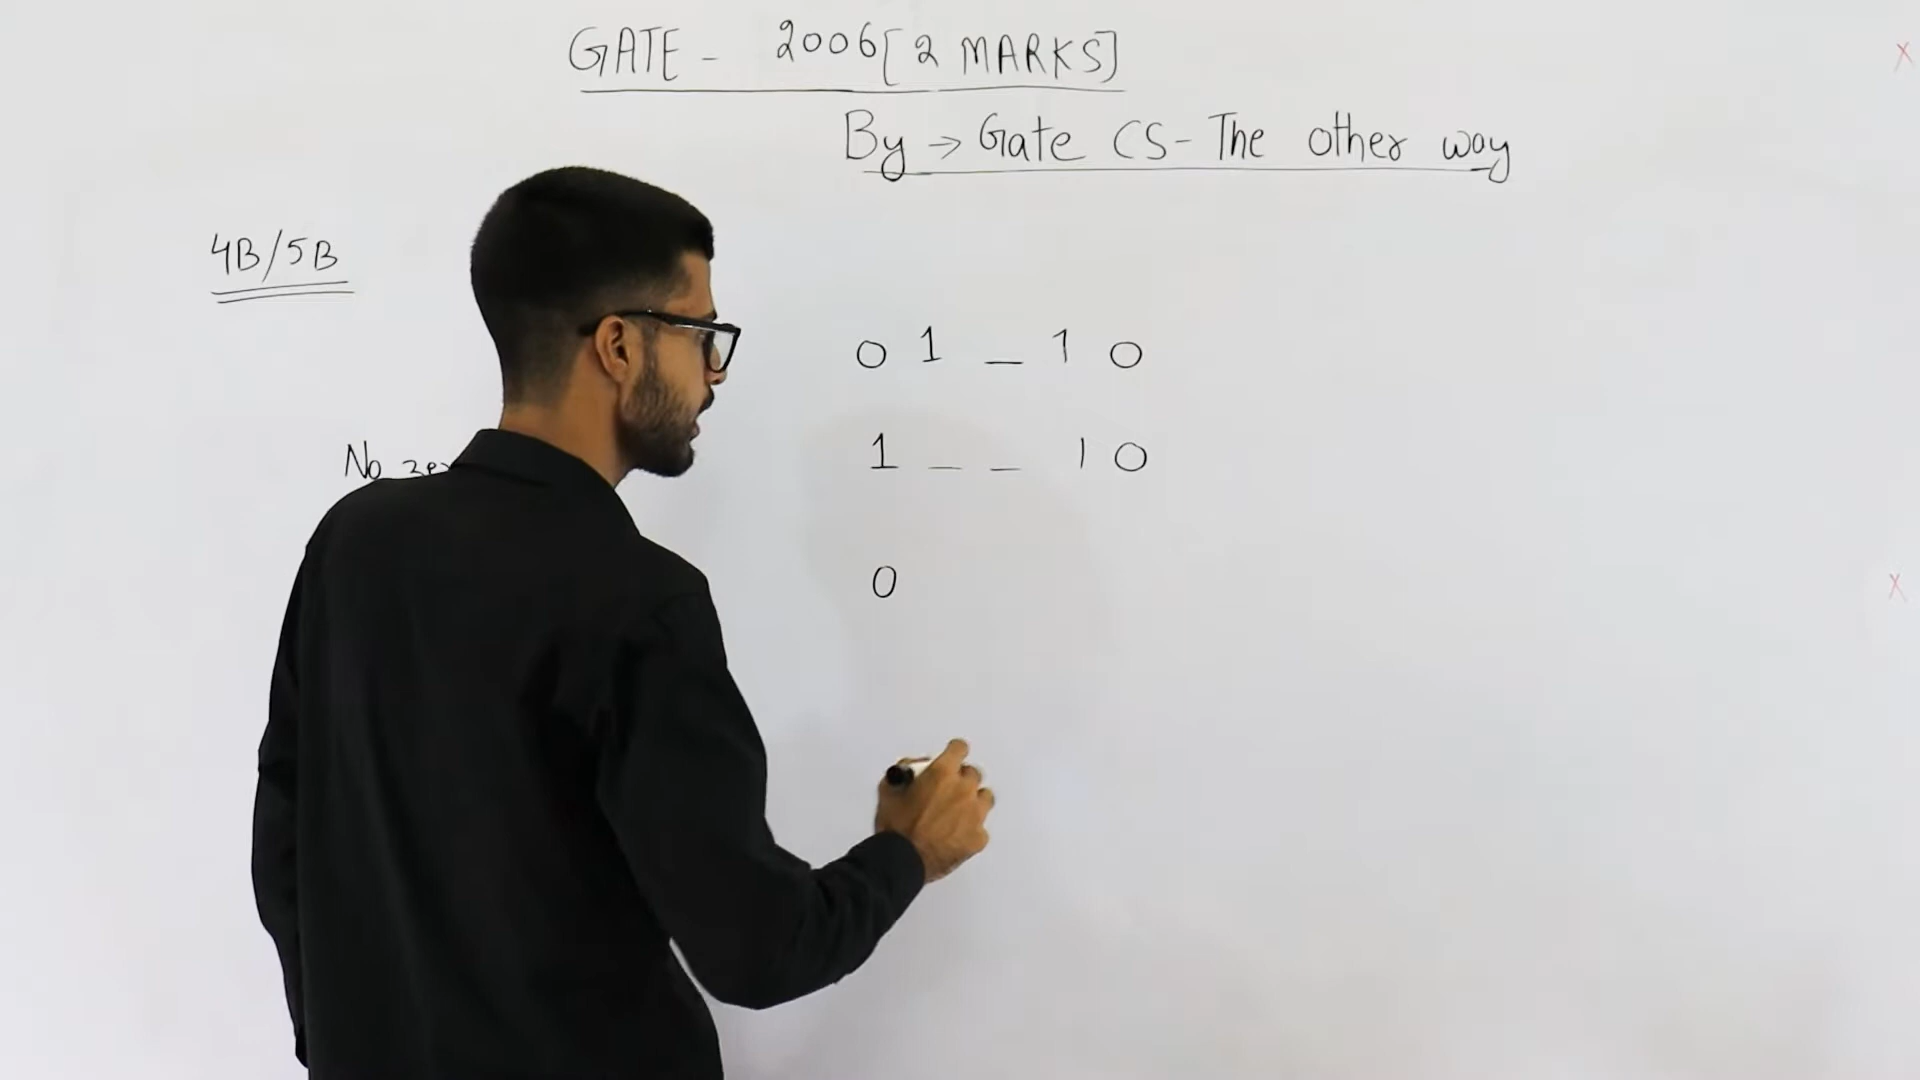 GATE - 2006 [2 MARKS]
By → Gate CS - The other way
4B/5B
0 1 _ 1 0
No
1 _ _ 1 0
0
X
X